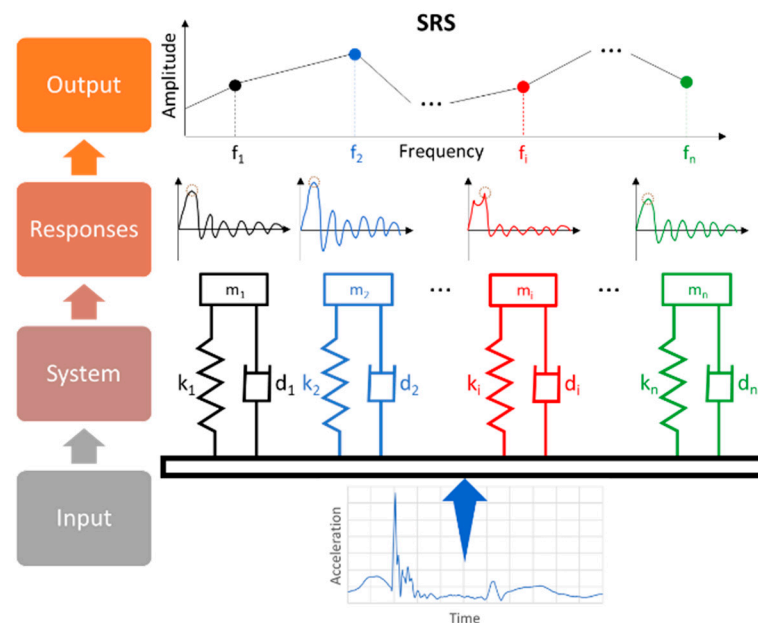 SRS
Output
Amplitude
...
...
f1
f2
Frequency
fi
fn
Responses
m1
m2
...
mi
...
mn
System
k1
d1
k2
d2
ki
di
kn
dn
Input
Acceleration
Time